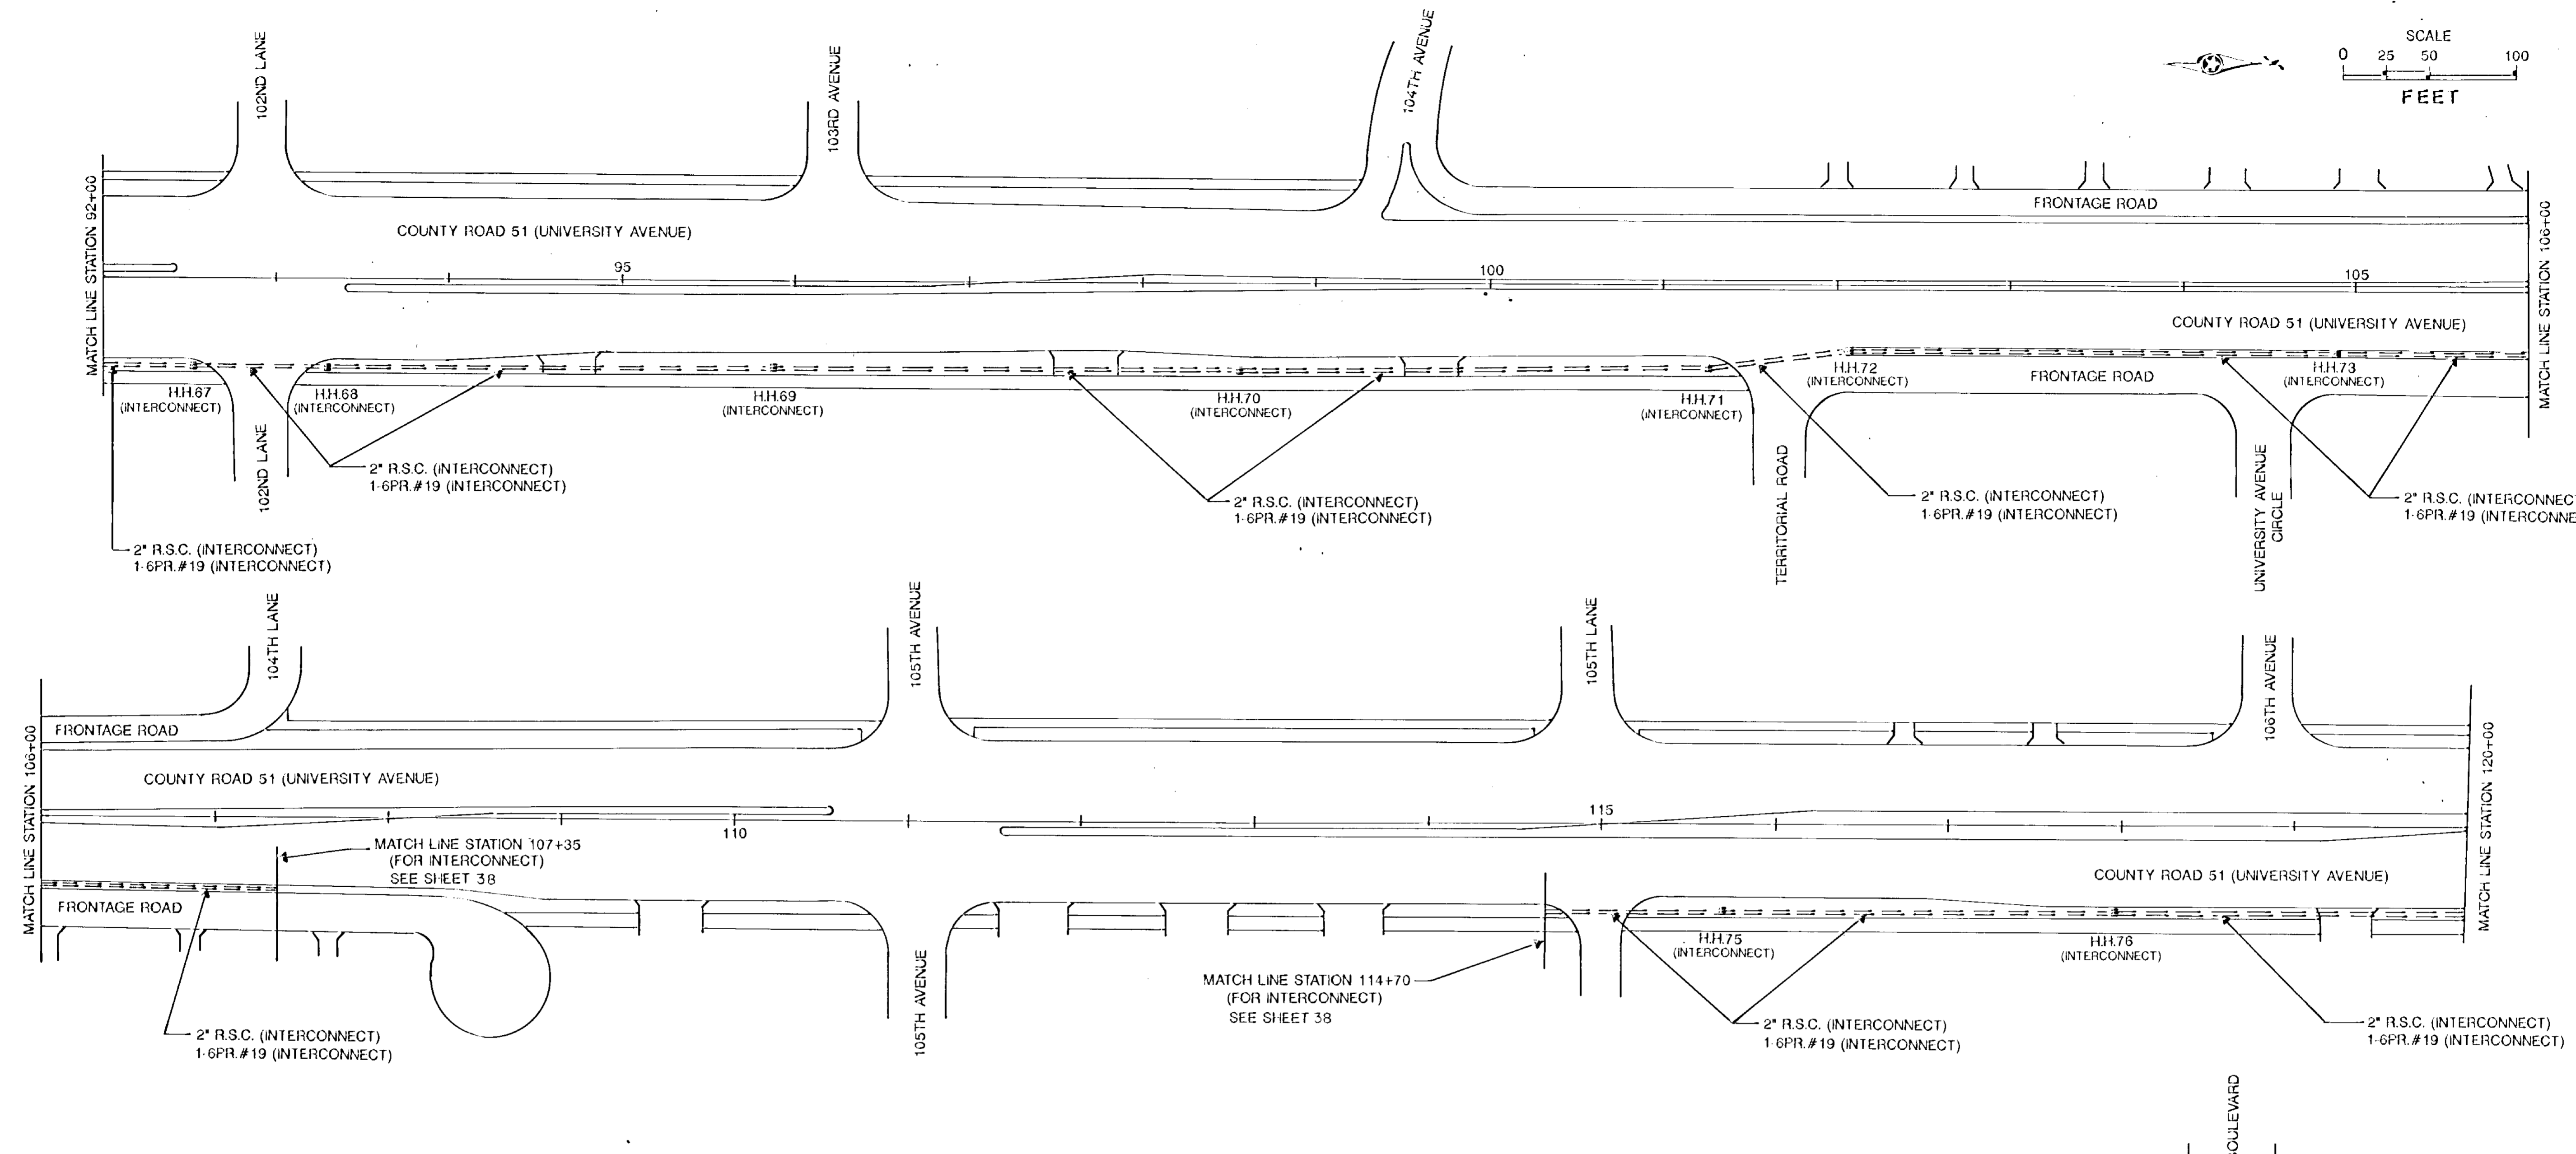 SCALE
0 25 50 100
FEET
102ND LANE
103RD AVENUE
104TH AVENUE
MATCH LINE STATION 92+00
COUNTY ROAD 51 (UNIVERSITY AVENUE)
FRONTAGE ROAD
MATCH LINE STATION 106+00
95
100
105
COUNTY ROAD 51 (UNIVERSITY AVENUE)
H.H.67
(INTERCONNECT)
H.H.68
(INTERCONNECT)
H.H.69
(INTERCONNECT)
H.H.70
(INTERCONNECT)
H.H.71
(INTERCONNECT)
H.H.72
(INTERCONNECT)
FRONTAGE ROAD
H.H.73
(INTERCONNECT)
102ND LANE
2" R.S.C. (INTERCONNECT)
1-6PR.#19 (INTERCONNECT)
2" R.S.C. (INTERCONNECT)
1-6PR.#19 (INTERCONNECT)
2" R.S.C. (INTERCONNECT)
1-6PR.#19 (INTERCONNECT)
TERRITORIAL ROAD
2" R.S.C. (INTERCONNECT)
1-6PR.#19 (INTERCONNECT)
UNIVERSITY AVENUE
CIRCLE
2" R.S.C. (INTERCONNEC
1-6PR.#19 (INTERCONNE
104TH LANE
105TH AVENUE
105TH LANE
106TH AVENUE
MATCH LINE STATION 106+00
FRONTAGE ROAD
COUNTY ROAD 51 (UNIVERSITY AVENUE)
MATCH LINE STATION 120+00
110
115
MATCH LINE STATION 107+35
(FOR INTERCONNECT)
SEE SHEET 38
COUNTY ROAD 51 (UNIVERSITY AVENUE)
FRONTAGE ROAD
H.H.75
(INTERCONNECT)
H.H.76
(INTERCONNECT)
105TH AVENUE
MATCH LINE STATION 114+70
(FOR INTERCONNECT)
SEE SHEET 38
2" R.S.C. (INTERCONNECT)
1-6PR.#19 (INTERCONNECT)
2" R.S.C. (INTERCONNECT)
1-6PR.#19 (INTERCONNECT)
2" R.S.C. (INTERCONNECT)
1-6PR.#19 (INTERCONNECT)
OULEVARD